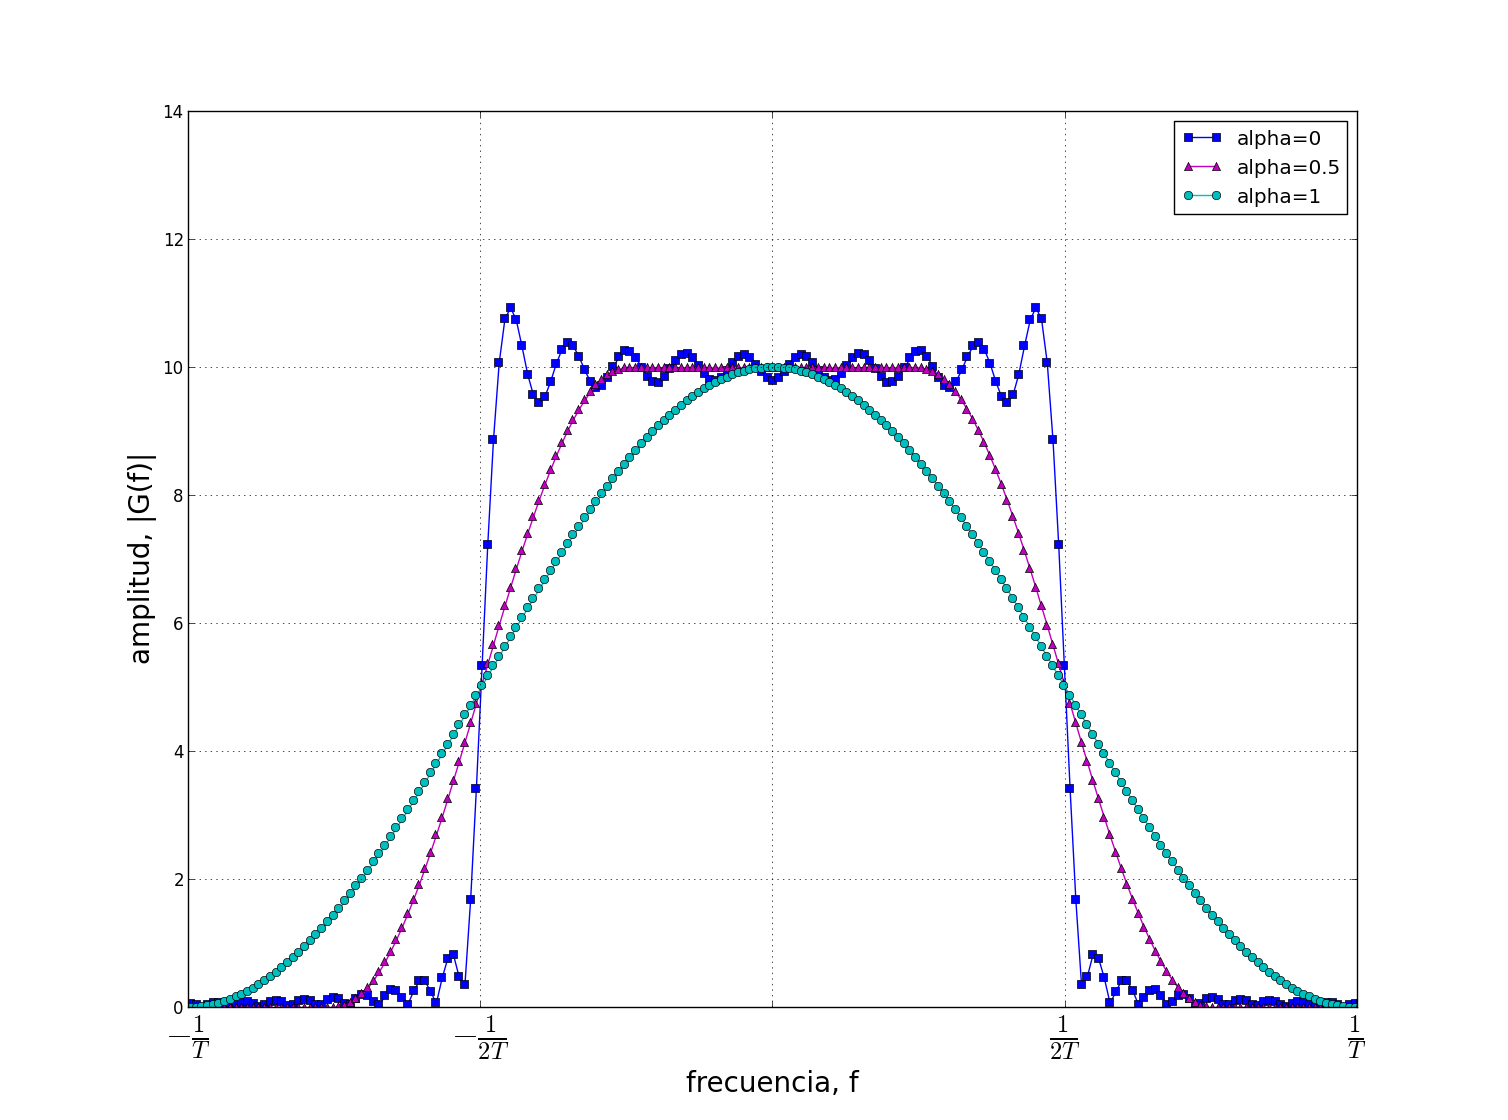 14
12
10
8
6
4
2
0
alpha=0
alpha=0.5
alpha=1
amplitud, |G(f)|
-1/T
-1/2T
1/2T
1/T
frecuencia, f